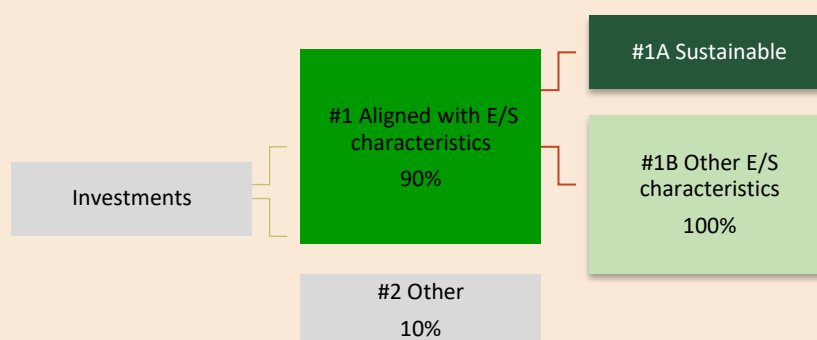 Investments
#1 Aligned with E/S
characteristics
90%
#2 Other
10%
#1A Sustainable
#1B Other E/S
characteristics
100%